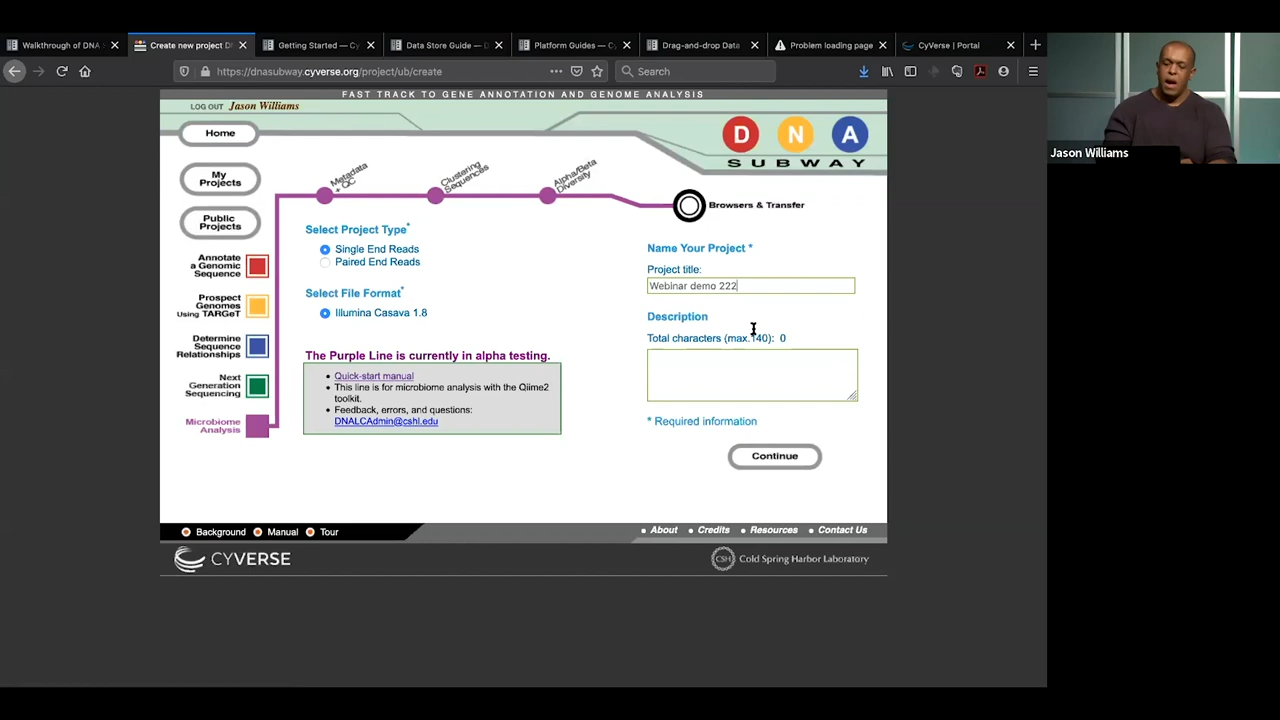 Walkthrough of DNA
Create new project D
Getting Started — Cy
Data Store Guide — D
Platform Guides — Cy
Drag-and-drop Data
Problem loading page
CyVerse | Portal
https://dnasubway.cyverse.org/project/ub/create
Search
FAST TRACK TO GENE ANNOTATION AND GENOME ANALYSIS
LOG OUT Jason Williams
Home
D N A
SUBWAY
Jason Williams
My
Projects
Public
Projects
Metadata
+ QC
Clustering
Sequences
Alpha/Beta
Diversity
Browsers & Transfer
Annotate
a Genomic
Sequence
Prospect
Genomes
Using TARGeT
Determine
Sequence
Relationships
Next
Generation
Sequencing
Microbiome
Analysis
Select Project Type*
Single End Reads
Paired End Reads
Select File Format*
Illumina Casava 1.8
The Purple Line is currently in alpha testing.
• Quick-start manual
• This line is for microbiome analysis with the Qiime2
toolkit.
• Feedback, errors, and questions:
DNALCAdmin@cshl.edu
Name Your Project *
Project title:
Webinar demo 222
Description
Total characters (max.140): 0
* Required information
Continue
Background
Manual
Tour
• About • Credits • Resources • Contact Us
CYVERSE
CSH Cold Spring Harbor Laboratory